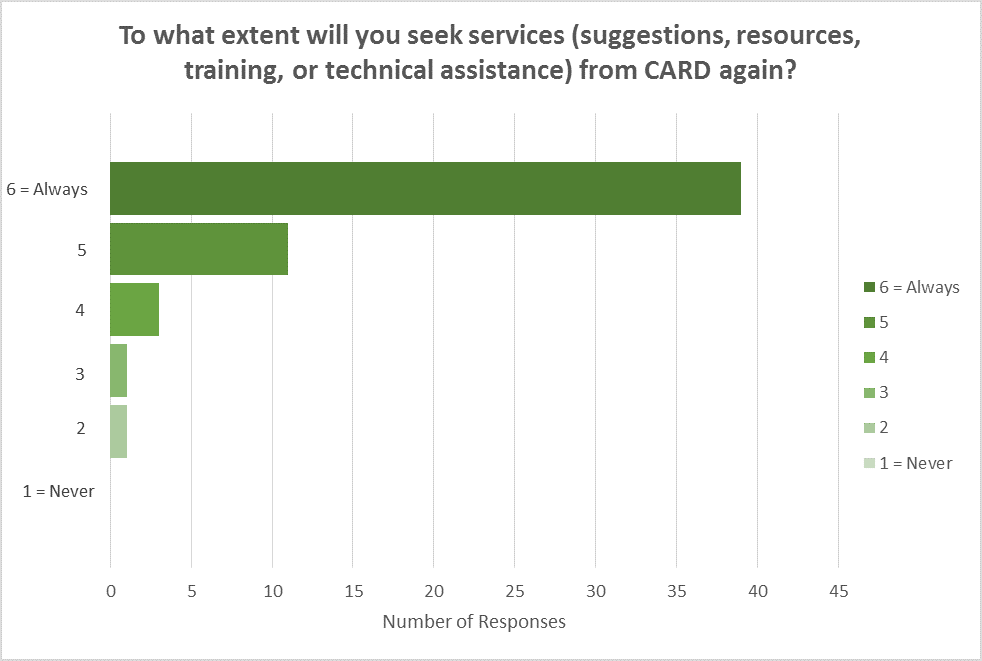 To what extent will you seek services (suggestions, resources,
training, or technical assistance) from CARD again?
6 = Always
5
4
3
2
1 = Never
0 5 10 15 20 25 30 35 40 45
Number of Responses
6 = Always
5
4
3
2
1 = Never